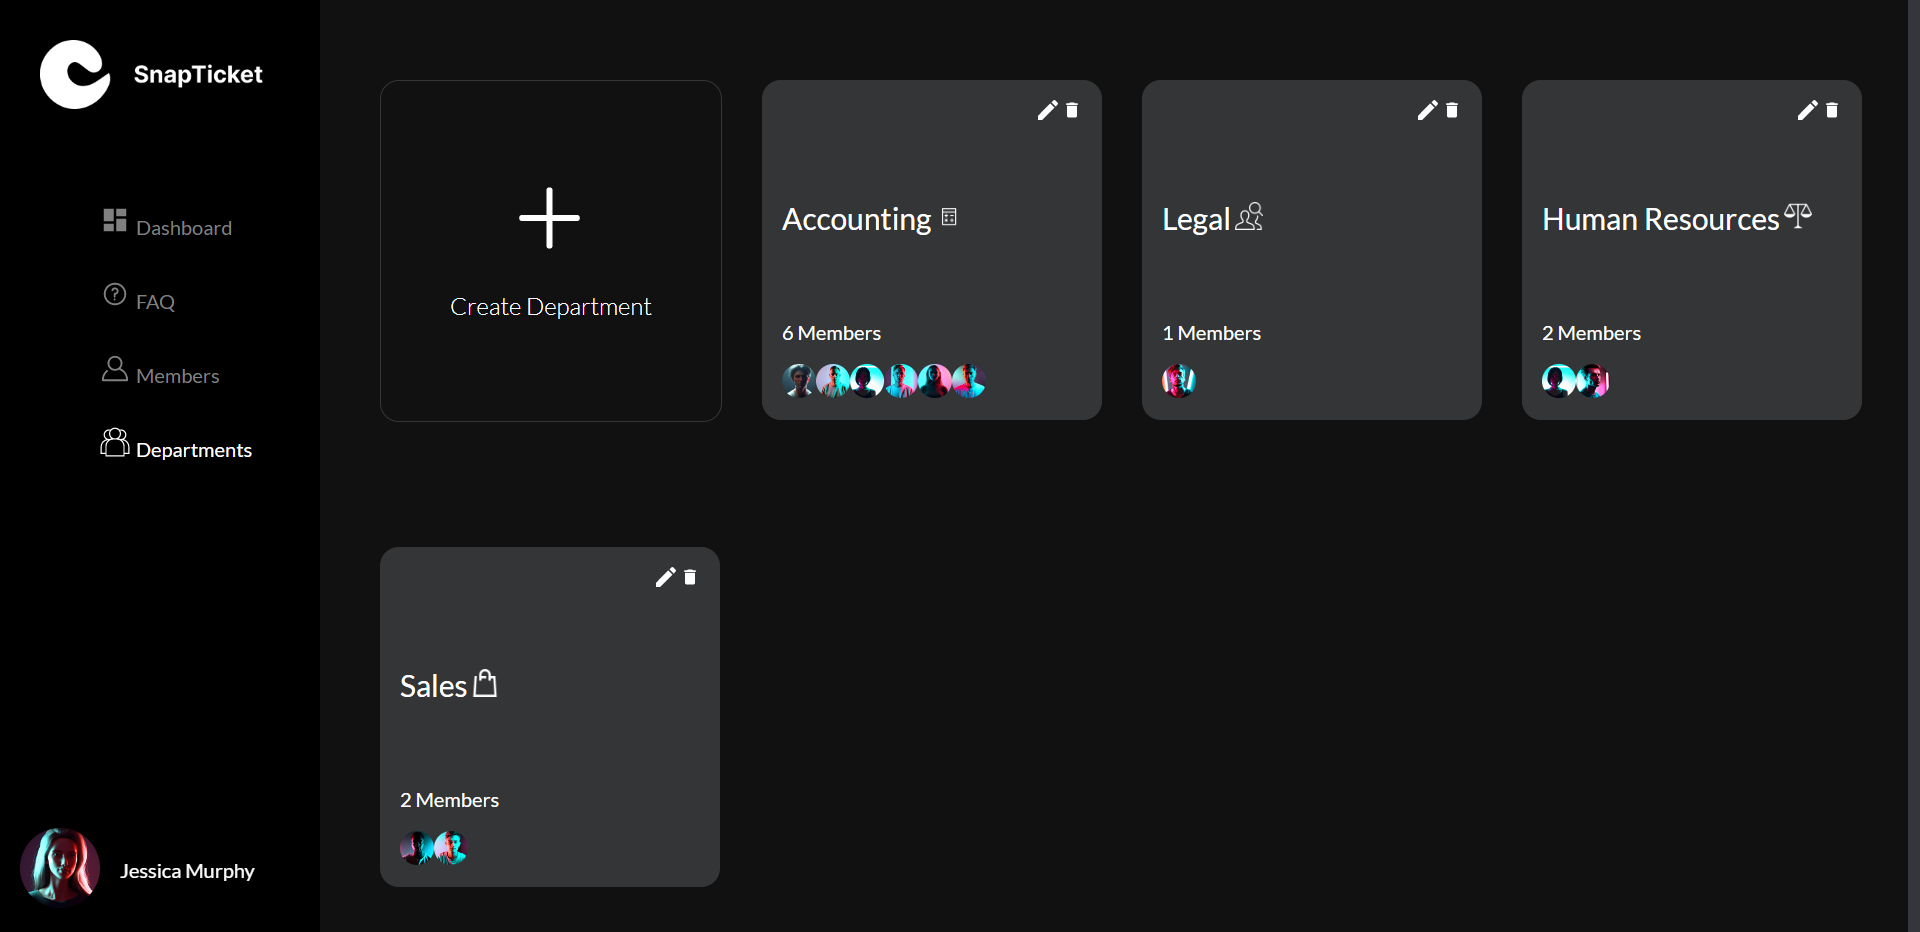 SnapTicket
Dashboard
FAQ
Members
Departments
Jessica Murphy
Create Department
Accounting
6 Members
Legal
1 Members
Human Resources
2 Members
Sales
2 Members